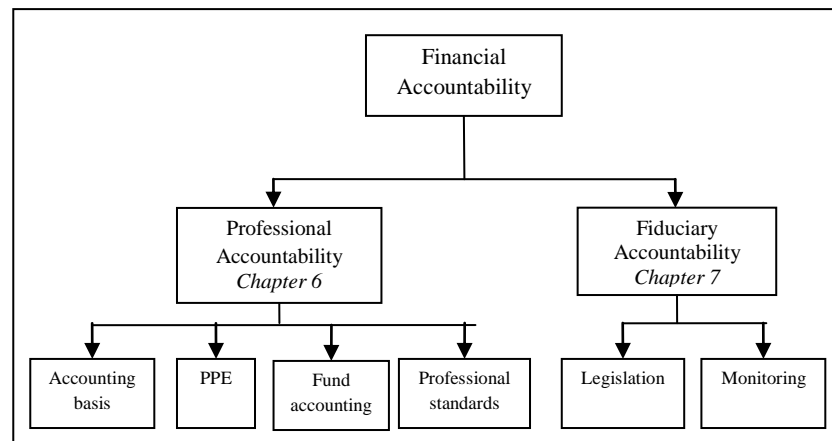 Financial
Accountability
Professional
Accountability
Chapter 6
Fiduciary
Accountability
Chapter 7
Accounting
basis
PPE
Fund
accounting
Professional
standards
Legislation
Monitoring